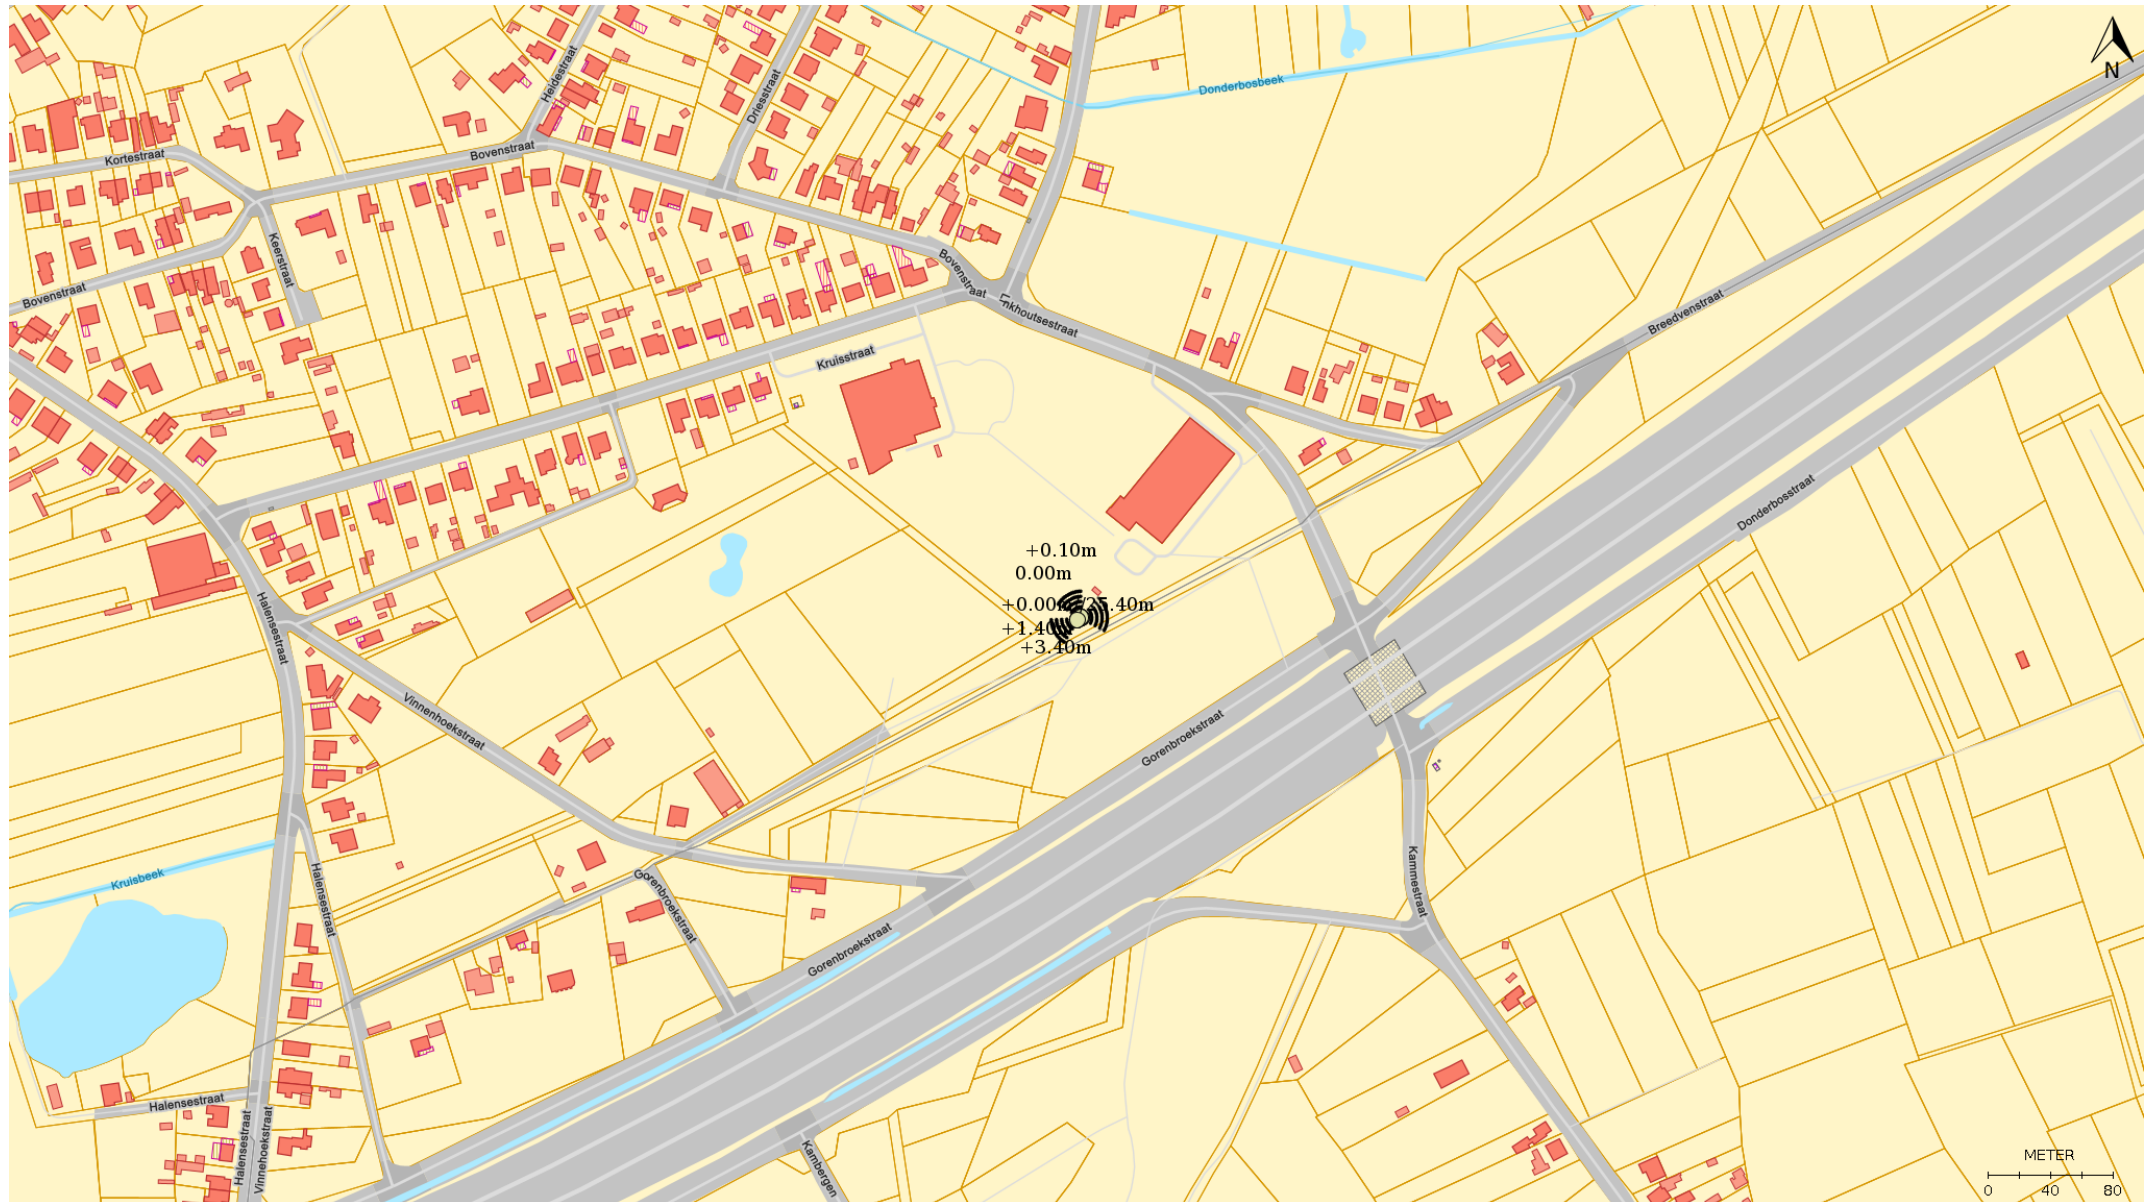 N
Donderbosbeek
Heidestraat
Driesstraat
Kortestraat
Bovenstraat
Keerstraat
Bovenstraat
Bovenstraat
Linkhoutsestraat
Breedvenstraat
Kruisstraat
Donderbosstraat
+0.10m
0.00m
+0.00m/25.40m
+1.40
+3.40m
Halensestraat
Vinnenhoekstraat
Gorenbroekstraat
Kruisbeek
Halensestraat
Gorenbroekstraat
Kammestraat
Gorenbroekstraat
Halensestraat
Halensestraat
Vinnehoekstraat
Kambergen
METER
0 40 80